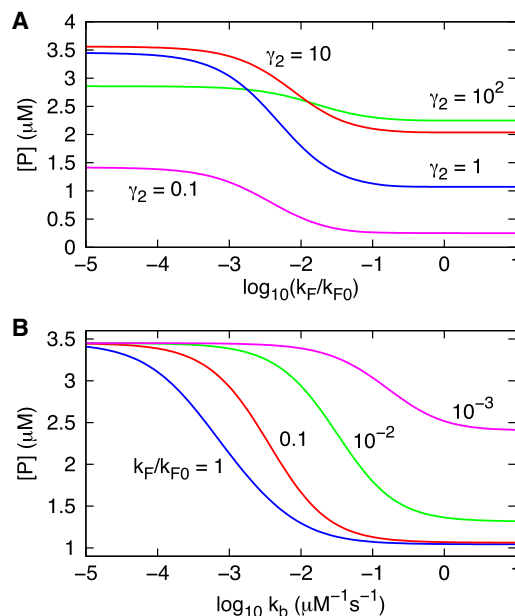 A
4
3.5
3
2.5
2
1.5
1
0.5
0
[P] (μM)
γ2 = 10
γ2 = 10^2
γ2 = 1
γ2 = 0.1
−5 −4 −3 −2 −1 0 1
log10(kF/kF0)
B
3.5
3
2.5
2
1.5
1
[P] (μM)
10^−3
10^−2
0.1
kF/kF0 = 1
−5 −4 −3 −2 −1 0 1
log10 kb (μM^−1s^−1)